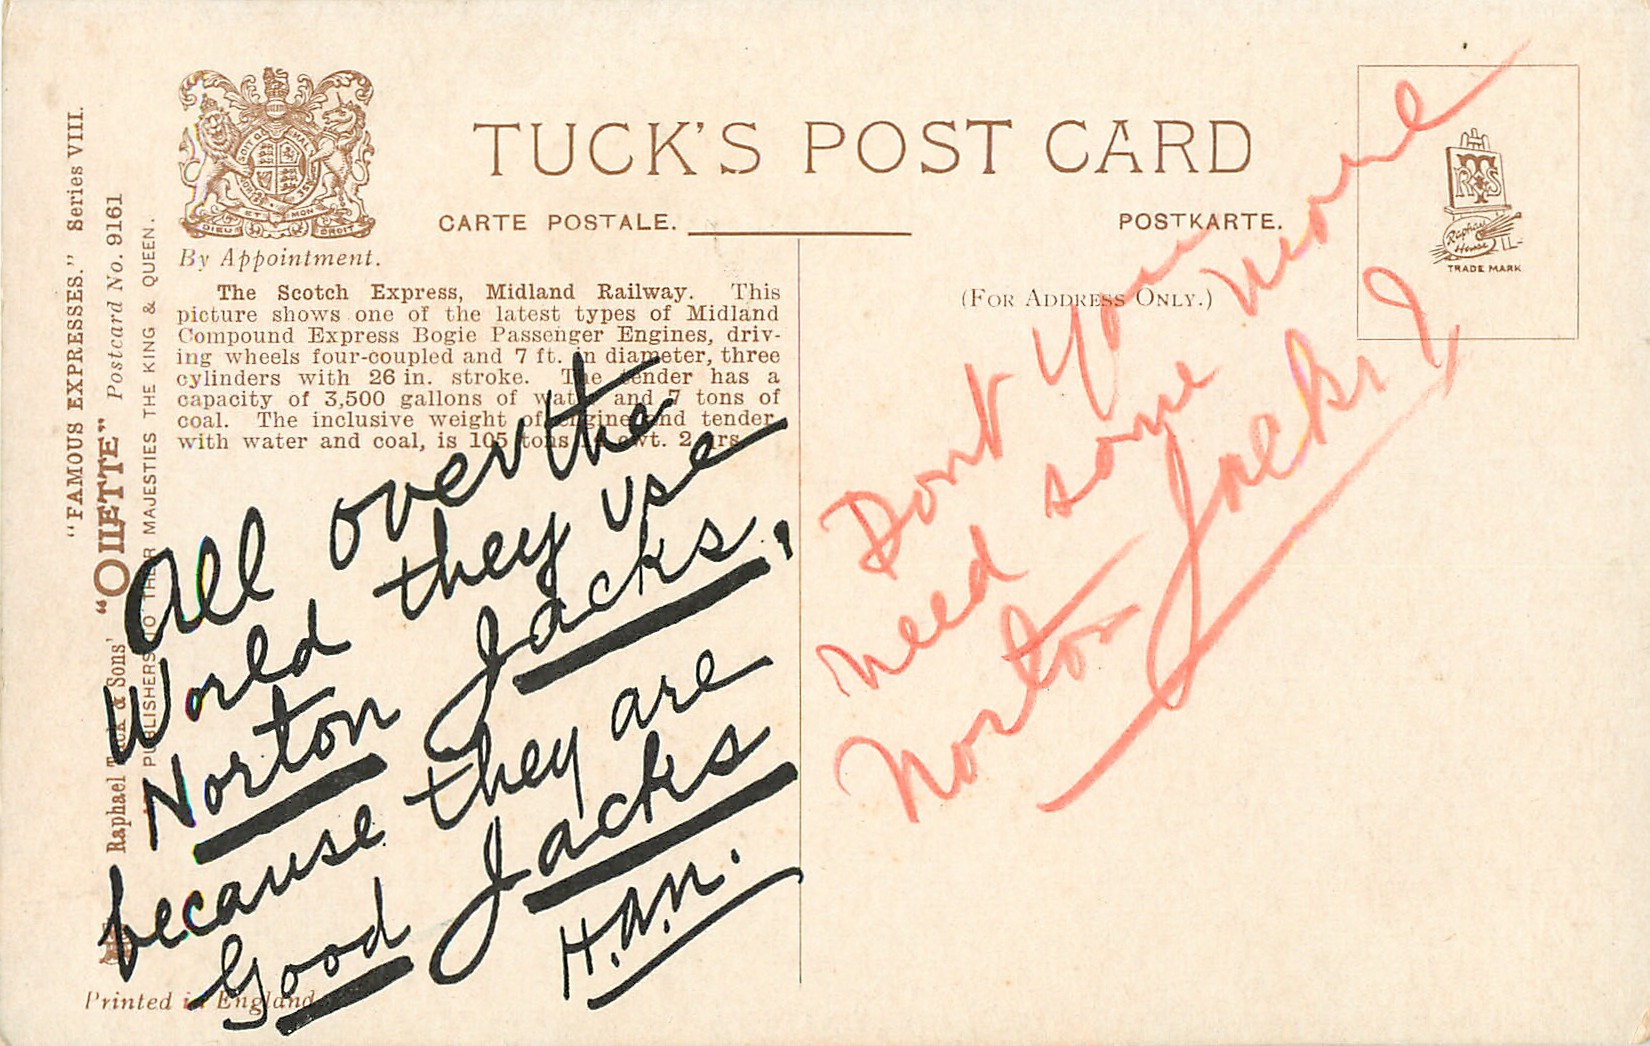 TUCK'S POST CARD
CARTE POSTALE.
POSTKARTE.
By Appointment.
(FOR ADDRESS ONLY.)
TRADE MARK
The Scotch Express, Midland Railway. This
picture shows one of the latest types of Midland
Compound Express Bogie Passenger Engines, driv-
ing wheels four-coupled and 7 ft. in diameter, three
cylinders with 26 in. stroke. The tender has a
capacity of 3,500 gallons of water and 7 tons of
coal. The inclusive weight of engine and tender
with water and coal, is 105 tons
"FAMOUS EXPRESSES." Series VIII.
Raphael Tuck & Sons' "OILETTE" Postcard No. 9161
PUBLISHERS TO THEIR MAJESTIES THE KING & QUEEN.
Printed in England
All over the
World they use
Norton Jacks,
because they are
Good Jacks
H.A.N.
Dont you
need some more
Norton Jacks?